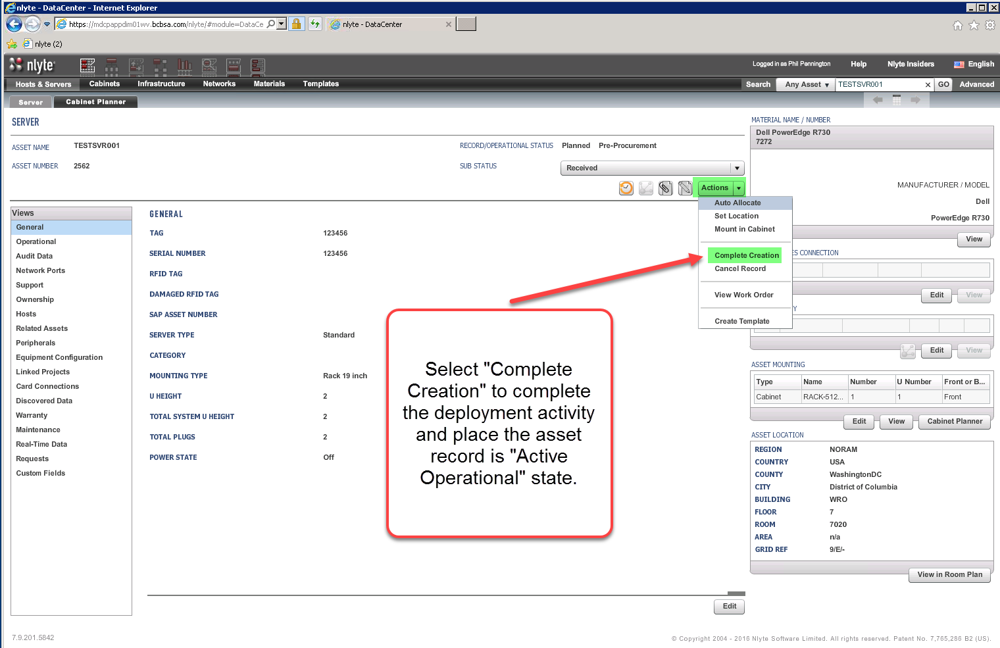 nlyte - DataCenter - Internet Explorer
https://mdcpappdim01wv.bcbsa.com/nlyte/#module=DataCe
nlyte - DataCenter
nlyte (2)
nlyte
Logged in as Phil Pennington
Help
Nlyte Insiders
English
Hosts & Servers
Cabinets
Infrastructure
Networks
Materials
Templates
Search
Any Asset
TESTSVR001
GO
Advanced
Server
Cabinet Planner
SERVER
ASSET NAME TESTSVR001
RECORD/OPERATIONAL STATUS Planned Pre-Procurement
ASSET NUMBER 2562
SUB STATUS Received
Actions
Auto Allocate
Set Location
Mount in Cabinet
Complete Creation
Cancel Record
View Work Order
Create Template
Views
General
Operational
Audit Data
Network Ports
Support
Ownership
Hosts
Related Assets
Peripherals
Equipment Configuration
Linked Projects
Card Connections
Discovered Data
Warranty
Maintenance
Real-Time Data
Requests
Custom Fields
GENERAL
TAG 123456
SERIAL NUMBER 123456
RFID TAG
DAMAGED RFID TAG
SAP ASSET NUMBER
SERVER TYPE Standard
CATEGORY
MOUNTING TYPE Rack 19 inch
U HEIGHT 2
TOTAL SYSTEM U HEIGHT 2
TOTAL PLUGS 2
POWER STATE Off
Select "Complete
Creation" to complete
the deployment activity
and place the asset
record is "Active
Operational" state.
Edit
MATERIAL NAME / NUMBER
Dell PowerEdge R730
7272
MANUFACTURER / MODEL
Dell
PowerEdge R730
View
ES CONNECTION
Edit View
Y
Edit View
ASSET MOUNTING
Type Name Number U Number Front or B...
Cabinet RACK-512... 1 1 Front
Edit View Cabinet Planner
ASSET LOCATION
REGION NORAM
COUNTRY USA
COUNTY WashingtonDC
CITY District of Columbia
BUILDING WRO
FLOOR 7
ROOM 7020
AREA n/a
GRID REF 9/E/-
View in Room Plan
7.9.201.5842
© Copyright 2004 - 2016 Nlyte Software Limited. All rights reserved. Patent No. 7,765,286 B2 (US).